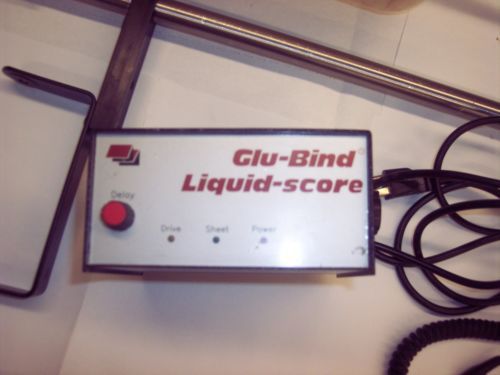 Glu-Bind
Liquid-score
Delay
Drive Sheet Power